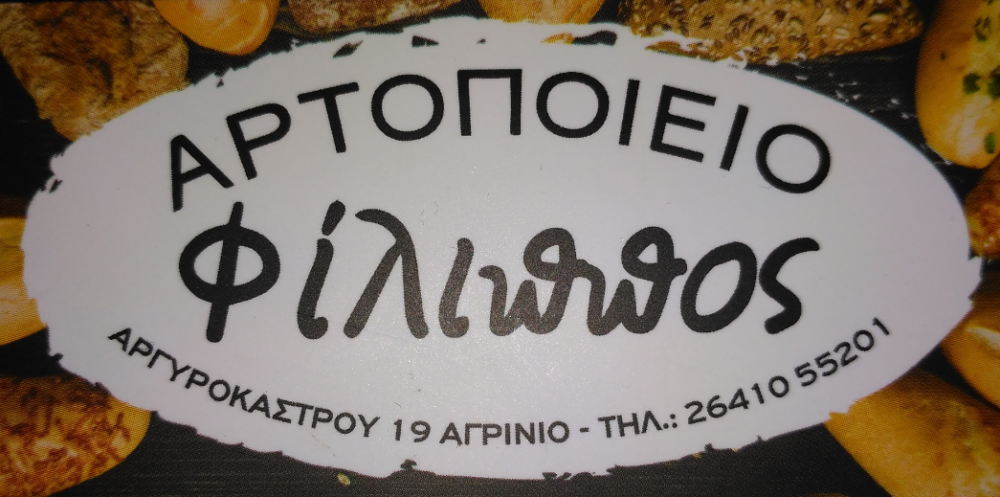 ΑΡΤΟΠΟΙΕΙΟ
Φίλιππος
ΑΡΓΥΡΟΚΑΣΤΡΟΥ 19 ΑΓΡΙΝΙΟ - ΤΗΛ.: 26410 55201